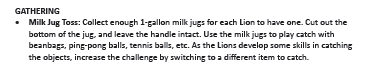 GATHERING
• Milk Jug Toss: Collect enough 1-gallon milk jugs for each Lion to have one. Cut out the
bottom of the jug, and leave the handle intact. Use the milk jugs to play catch with
beanbags, ping-pong balls, tennis balls, etc. As the Lions develop some skills in catching
the objects, increase the challenge by switching to a different item to catch.